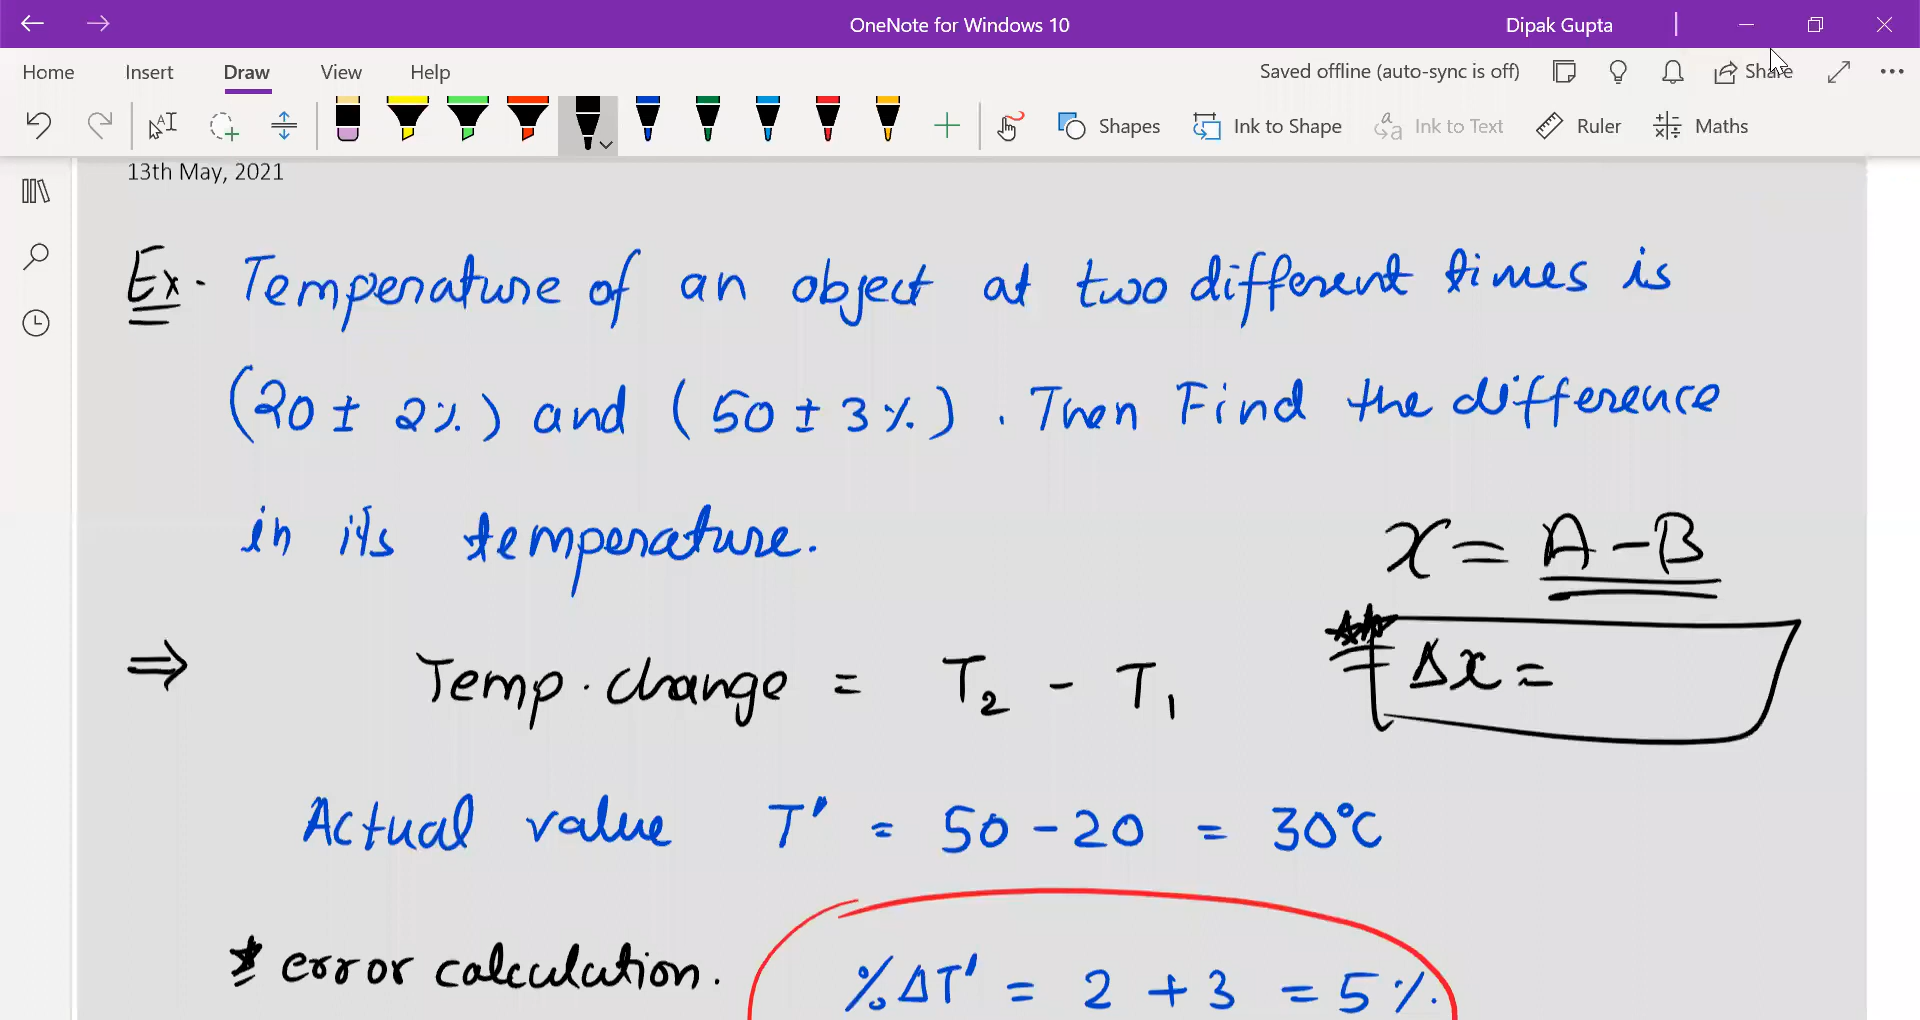 OneNote for Windows 10
Dipak Gupta
Home Insert Draw View Help
Saved offline (auto-sync is off) Share
Shapes Ink to Shape Ink to Text Ruler Maths
13th May, 2021
Ex. Temperature of an object at two different times is
(20 ± 2%) and (50 ± 3%). Then Find the difference
in its temperature.
x = A - B
⇒ Temp. change = T₂ - T₁
Δx =
Actual value T' = 50 - 20 = 30°C
* error calculation.
% ΔT' = 2 + 3 = 5%.